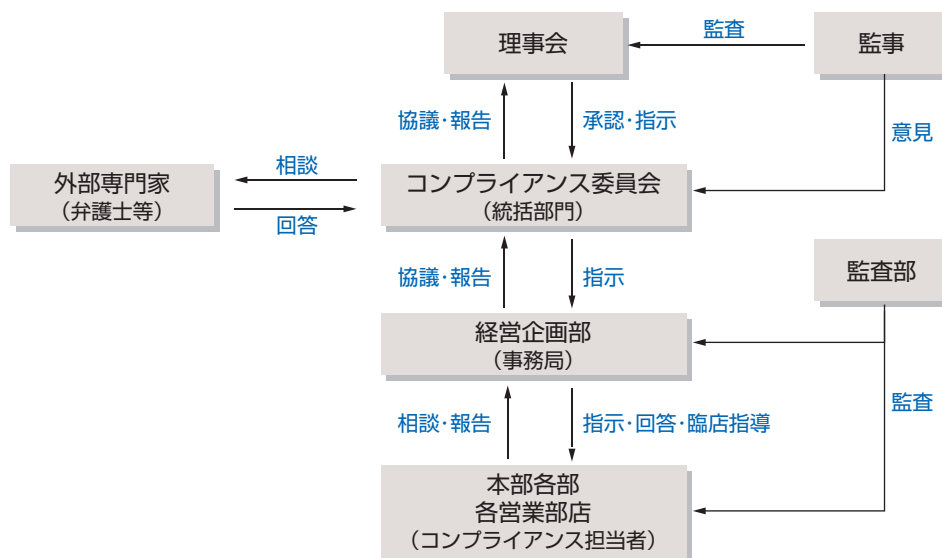 理事会
監査
監事
協議・報告
承認・指示
意見
外部専門家
（弁護士等）
相談
回答
コンプライアンス委員会
（統括部門）
協議・報告
指示
監査部
経営企画部
（事務局）
監査
相談・報告
指示・回答・臨店指導
本部各部
各営業部店
（コンプライアンス担当者）